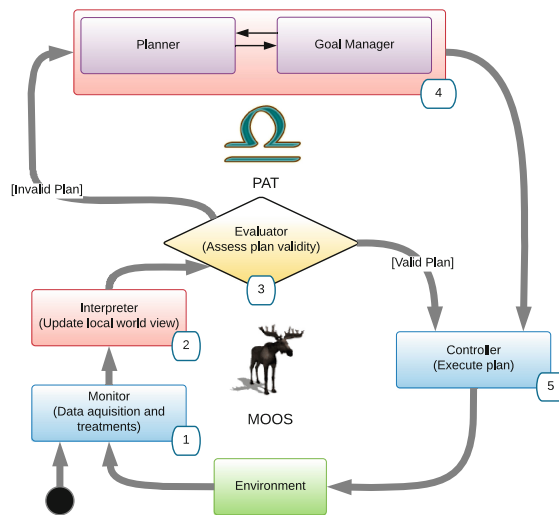 Planner
Goal Manager
4
PAT
[Invalid Plan]
Evaluator
(Assess plan validity)
[Valid Plan]
3
Interpreter
(Update local world view)
2
Controller
(Execute plan)
5
Monitor
(Data aquisition and
treatments)
1
MOOS
Environment